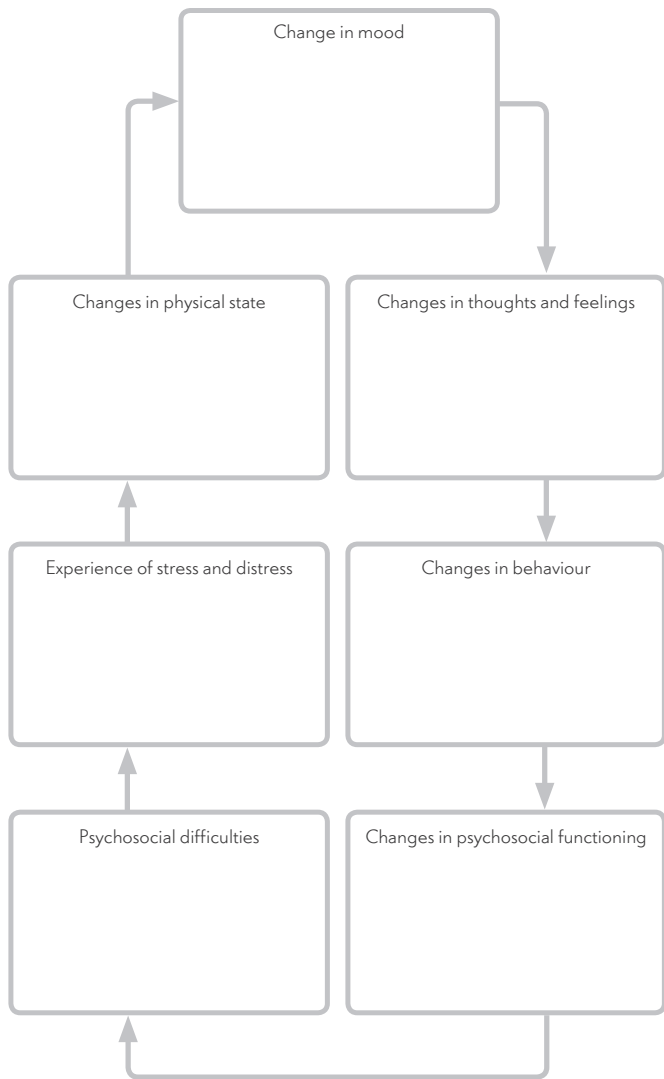 Change in mood
Changes in physical state
Changes in thoughts and feelings
Experience of stress and distress
Changes in behaviour
Psychosocial difficulties
Changes in psychosocial functioning